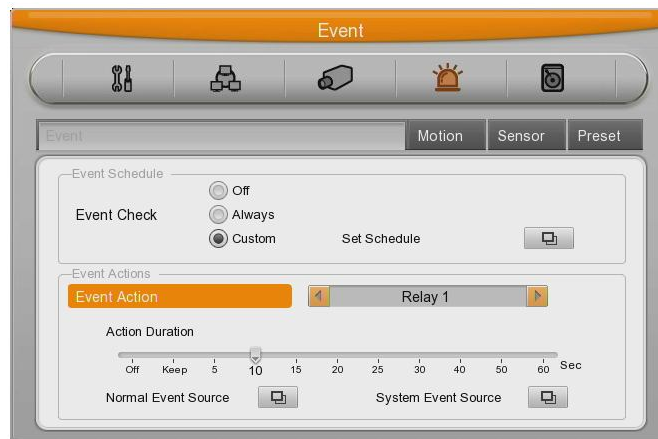 Event
Event Motion Sensor Preset
Event Schedule
Off
Event Check Always
Custom Set Schedule
Event Actions
Event Action Relay 1
Action Duration
Off Keep 5 10 15 20 25 30 40 50 60 Sec
Normal Event Source System Event Source